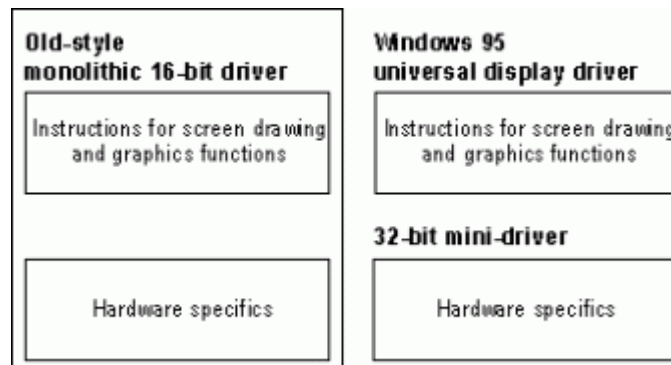 Old-style
monolithic 16-bit driver
Instructions for screen drawing
and graphics functions
Hardware specifics
Windows 95
universal display driver
Instructions for screen drawing
and graphics functions
32-bit mini-driver
Hardware specifics